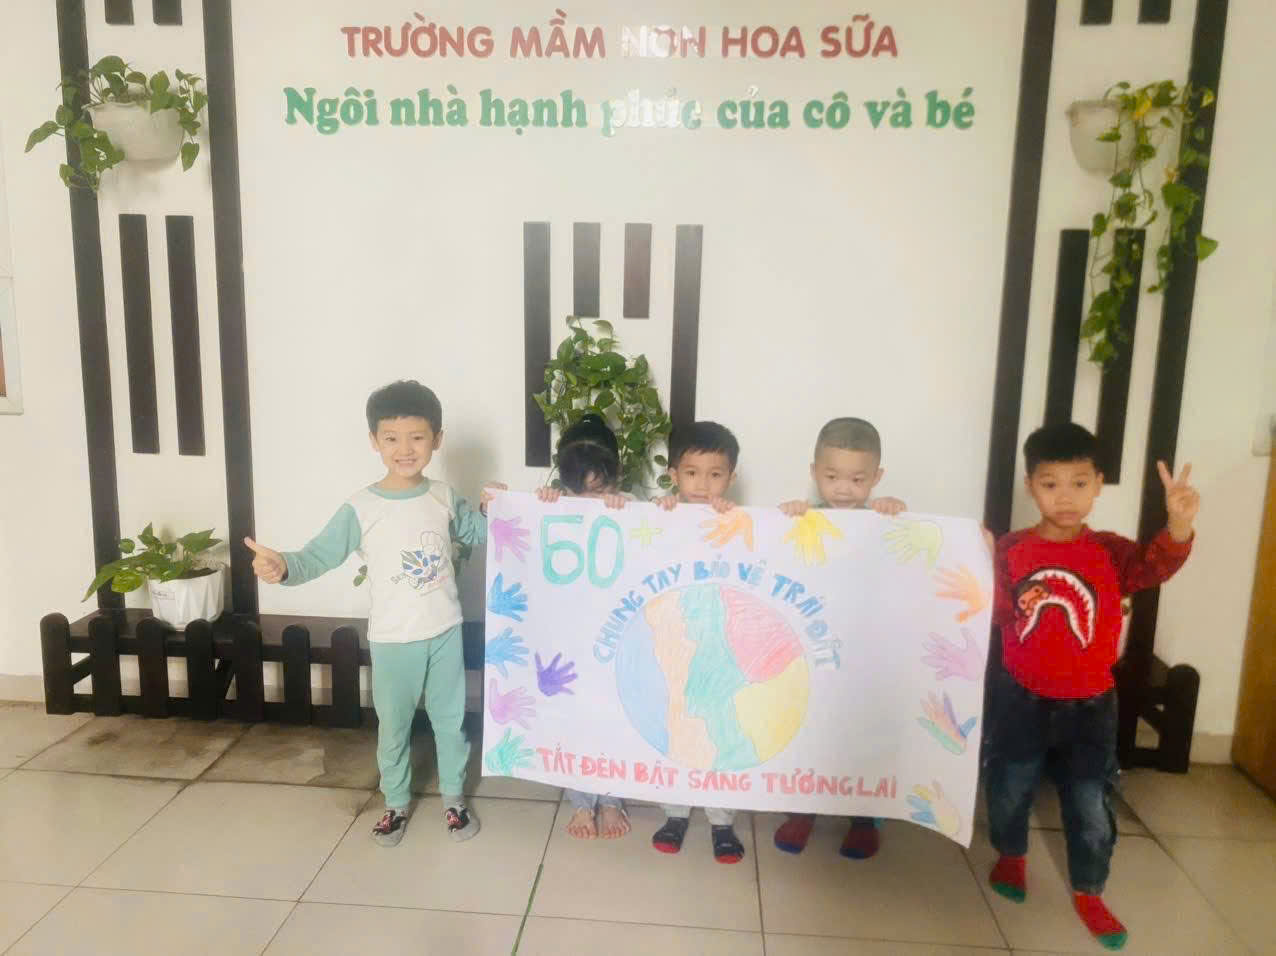 TRƯỜNG MẦM NON HOA SỮA
Ngôi nhà hạnh phúc của cô và bé
60
CHUNG TAY BẢO VỆ TRÁI ĐẤT
TẮT ĐÈN BẬT SÁNG TƯƠNG LAI